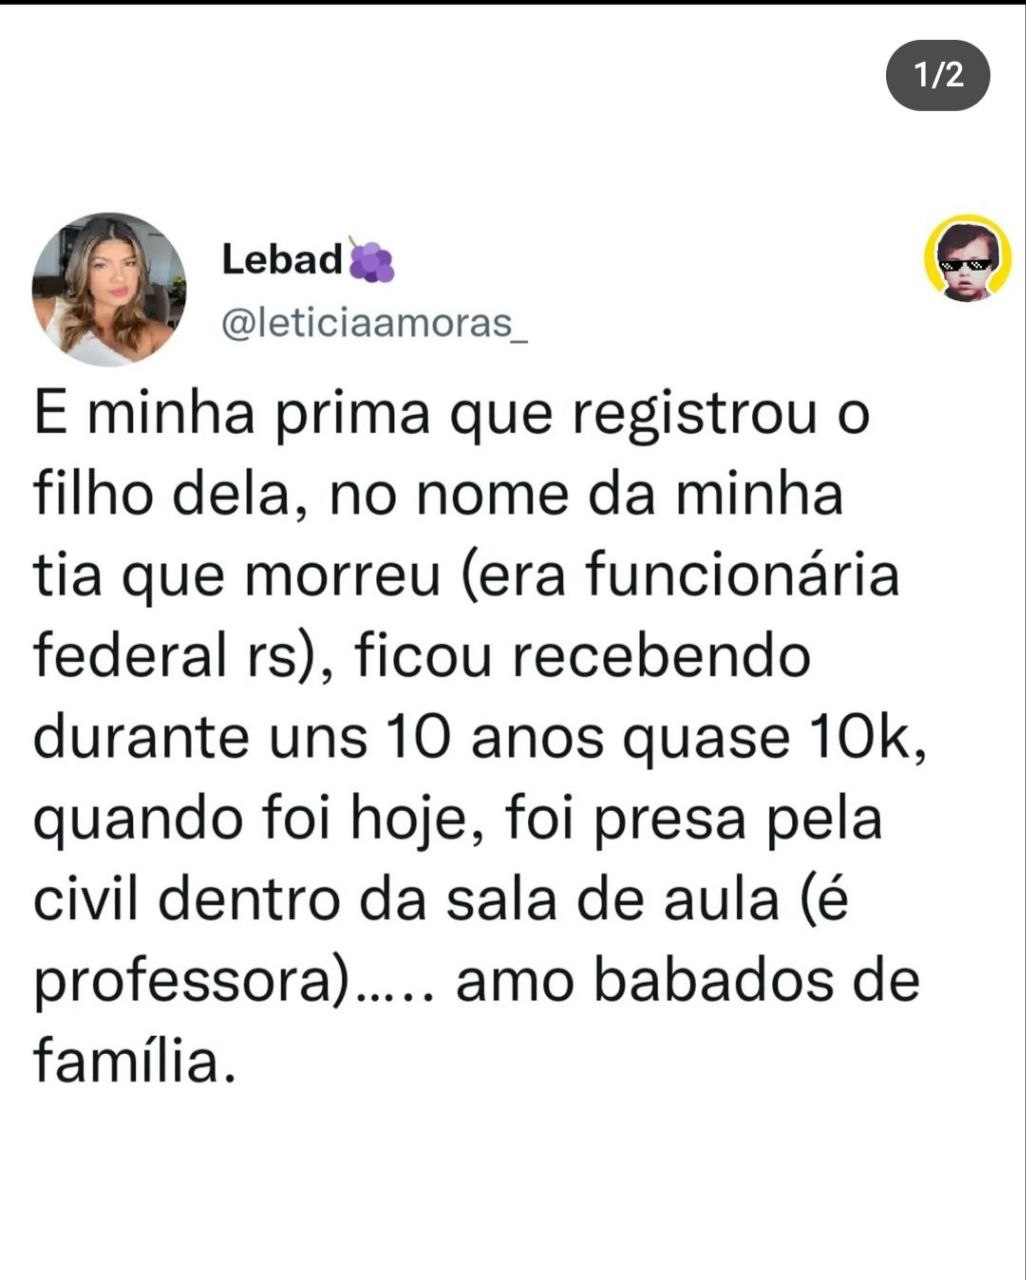 1/2
Lebad🍇
@leticiaamoras_
E minha prima que registrou o
filho dela, no nome da minha
tia que morreu (era funcionária
federal rs), ficou recebendo
durante uns 10 anos quase 10k,
quando foi hoje, foi presa pela
civil dentro da sala de aula (é
professora)..... amo babados de
família.